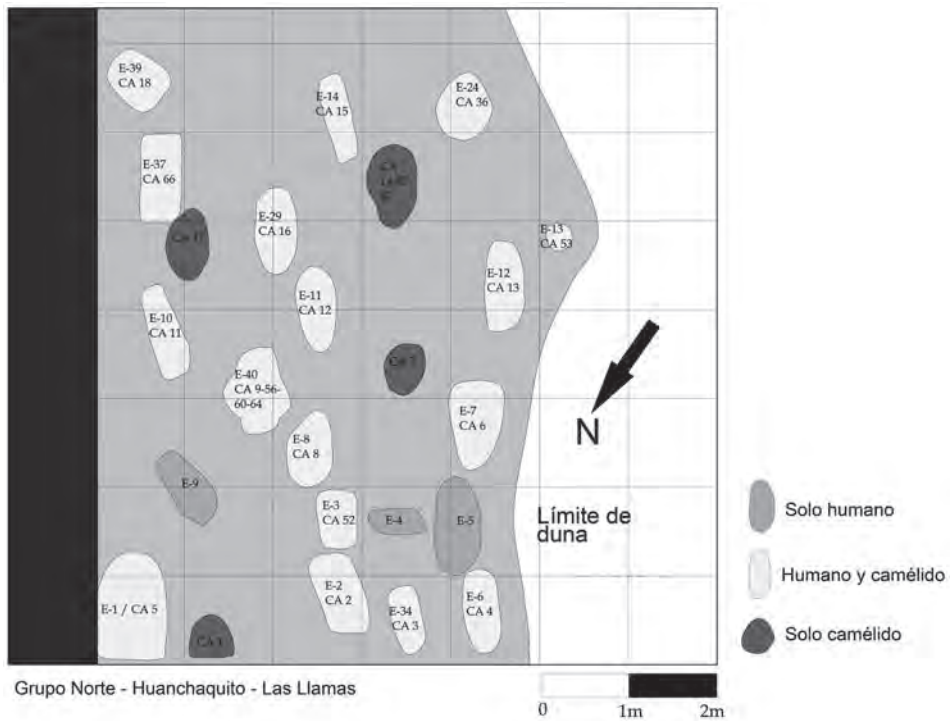 E-39
CA 18
E-14
CA 15
E-24
CA 36
E-37
CA 66
E-29
CA 16
E-13
CA 53
E-12
CA 13
E-11
CA 12
E-10
CA 11
E-40
CA 9-56-
60-64
E-7
CA 6
E-8
CA 8
E-9
E-3
CA 52
E-4
E-5
E-2
CA 2
E-1 / CA 5
E-34
CA 3
E-6
CA 4
CA 1
N
Límite de
duna
Solo humano
Humano y camélido
Solo camélido
Grupo Norte - Huanchaquito - Las Llamas
0 1m 2m